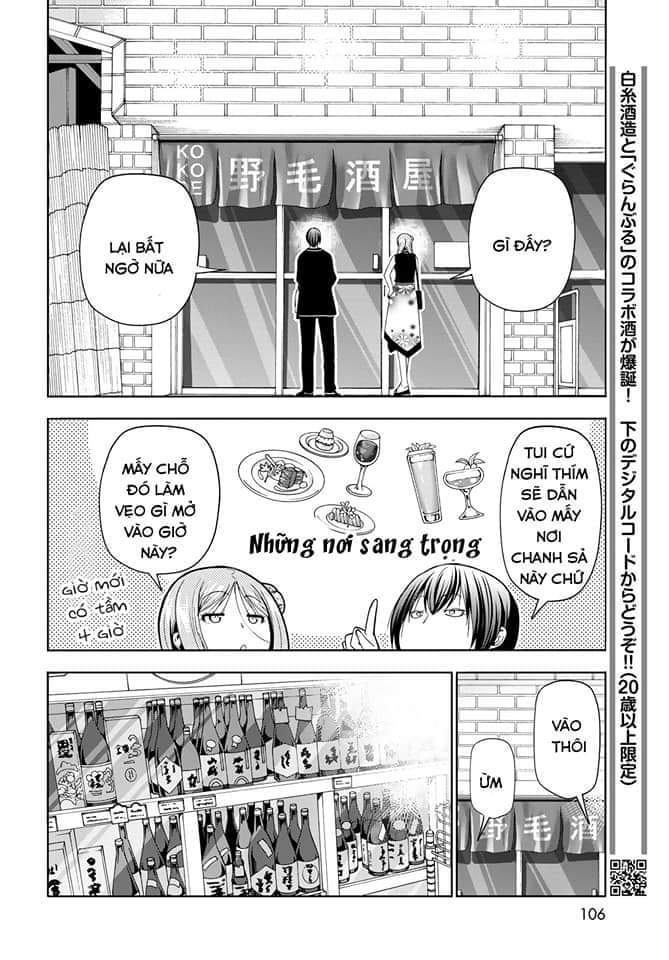 KO
KO
RE
野毛酒屋
GÌ ĐẤY?
LẠI BẤT
NGỜ NỮA
TUI CỨ
NGHĨ THÍM
SẼ DẪN
VÀO MẤY
NƠI
CHANH SẢ
NÀY CHỨ
Những nơi sang trọng
MẤY CHỖ
ĐÓ LÀM
VẸO GÌ MỞ
VÀO GIỜ
NÀY?
GIỜ MỚI
CÓ TẦM
4 GIỜ
VÀO
THÔI
ỪM
野毛酒
白糸酒造と「ぐらんぶる」のコラボ酒が爆誕! 下のデジタルコードからどうぞ!!(20歳以上限定)
106